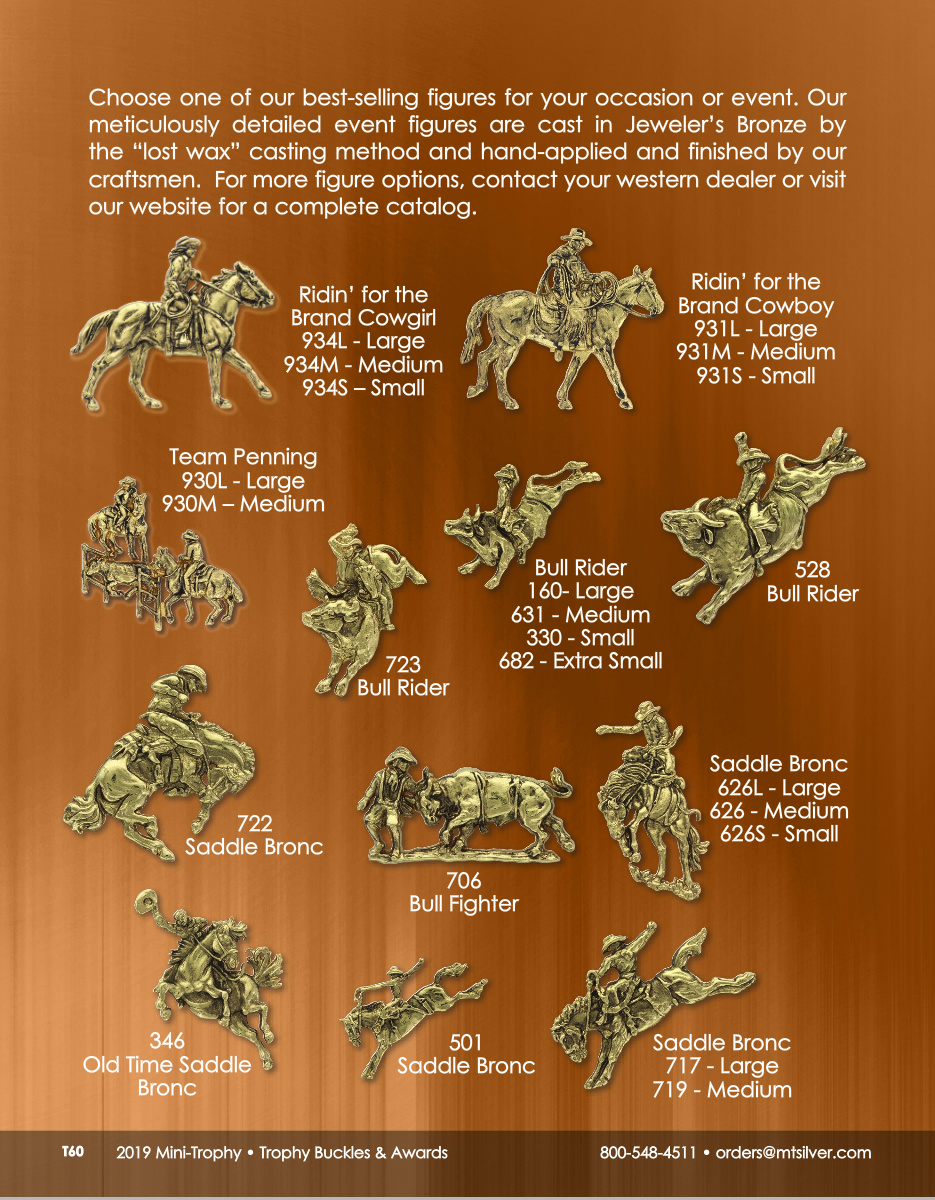 Choose one of our best-selling figures for your occasion or event. Our
meticulously detailed event figures are cast in Jeweler's Bronze by
the “lost wax” casting method and hand-applied and finished by our
craftsmen.  For more figure options, contact your western dealer or visit
our website for a complete catalog.
Ridin’ for the
Brand Cowgirl
934L - Large
934M - Medium
934S – Small
Ridin’ for the
Brand Cowboy
931L - Large
931M - Medium
931S - Small
Team Penning
930L - Large
930M – Medium
Bull Rider
160- Large
631 - Medium
330 - Small
682 - Extra Small
528
Bull Rider
723
Bull Rider
722
Saddle Bronc
706
Bull Fighter
Saddle Bronc
626L - Large
626 - Medium
626S - Small
346
Old Time Saddle
Bronc
501
Saddle Bronc
Saddle Bronc
717 - Large
719 - Medium
T60 2019 Mini-Trophy • Trophy Buckles & Awards 800-548-4511 • orders@mtsilver.com